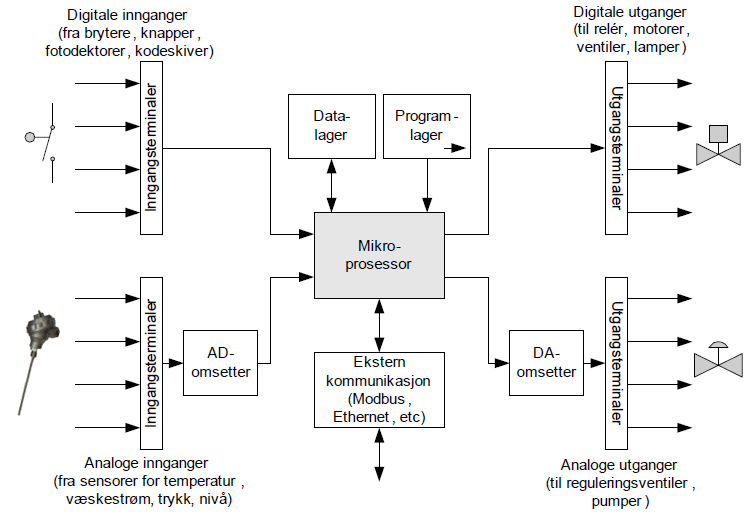 Digitale innganger
(fra brytere, knapper,
fotodektorer, kodeskiver)
Digitale utganger
(til relér, motorer,
ventiler, lamper)
Inngangsterminaler
Data-
lager
Program-
lager
Utgangsterminaler
Mikro-
prosessor
Inngangsterminaler
AD-
omsetter
Ekstern
kommunikasjon
(Modbus,
Ethernet, etc)
DA-
omsetter
Utgangsterminaler
Analoge innganger
(fra sensorer for temperatur,
væskestrøm, trykk, nivå)
Analoge utganger
(til reguleringsventiler,
pumper)